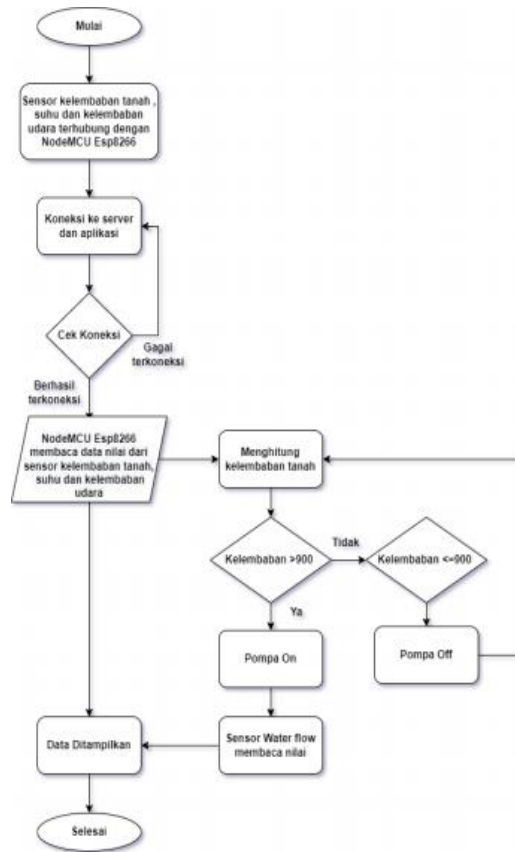 Mulai
Sensor kelembaban tanah ,
suhu dan kelembaban
udara terhubung dengan
NodeMCU Esp8266
Koneksi ke server
dan aplikasi
Cek Koneksi
Gagal
terkoneksi
Berhasil
terkoneksi
NodeMCU Esp8266
membaca data nilai dari
sensor kelembaban tanah,
suhu dan kelembaban
udara
Menghitung
kelembaban tanah
Kelembaban >900
Tidak
Kelembaban <=900
Ya
Pompa On
Pompa Off
Sensor Water flow
membaca nilai
Data Ditampilkan
Selesai